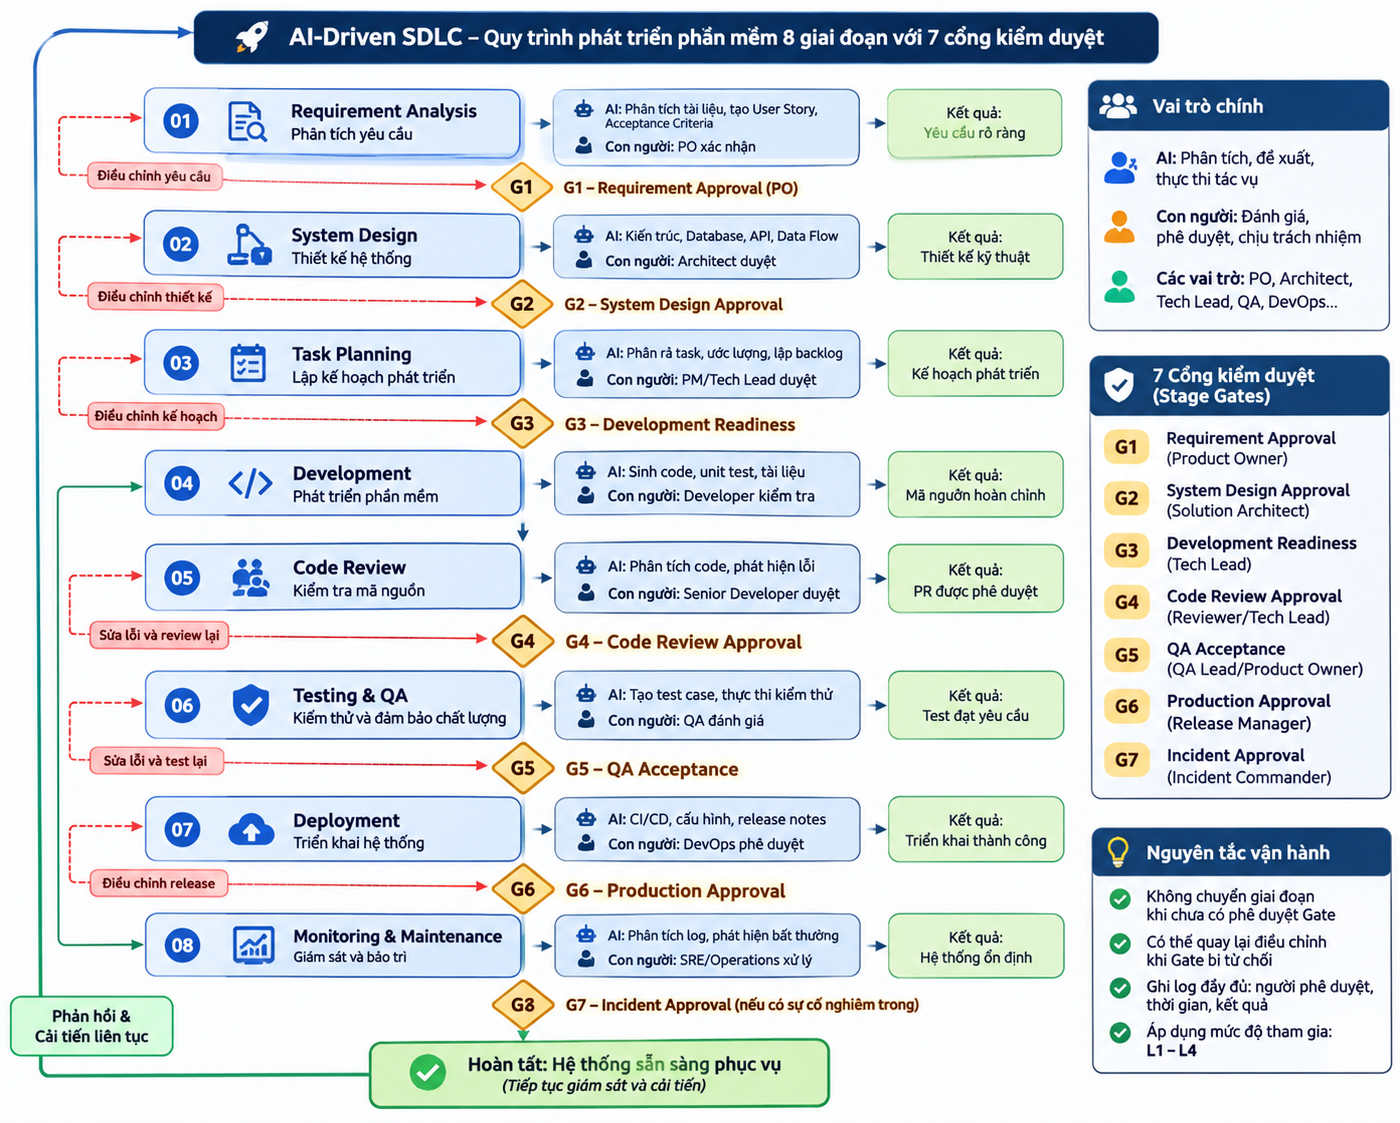 AI-Driven SDLC – Quy trình phát triển phần mềm 8 giai đoạn với 7 cổng kiểm duyệt
01
Requirement Analysis
Phân tích yêu cầu
AI: Phân tích tài liệu, tạo User Story,
Acceptance Criteria
Con người: PO xác nhận
Kết quả:
Yêu cầu rõ ràng
Điều chỉnh yêu cầu
G1
G1 – Requirement Approval (PO)
02
System Design
Thiết kế hệ thống
AI: Kiến trúc, Database, API, Data Flow
Con người: Architect duyệt
Kết quả:
Thiết kế kỹ thuật
Điều chỉnh thiết kế
G2
G2 – System Design Approval
03
Task Planning
Lập kế hoạch phát triển
AI: Phân rả task, ước lượng, lập backlog
Con người: PM/Tech Lead duyệt
Kết quả:
Kế hoạch phát triển
Điều chỉnh kế hoạch
G3
G3 – Development Readiness
04
Development
Phát triển phần mềm
AI: Sinh code, unit test, tài liệu
Con người: Developer kiểm tra
Kết quả:
Mã nguồn hoàn chỉnh
05
Code Review
Kiểm tra mã nguồn
AI: Phân tích code, phát hiện lỗi
Con người: Senior Developer duyệt
Kết quả:
PR được phê duyệt
Sửa lỗi và review lại
G4
G4 – Code Review Approval
06
Testing & QA
Kiểm thử và đảm bảo chất lượng
AI: Tạo test case, thực thi kiểm thử
Con người: QA đánh giá
Kết quả:
Test đạt yêu cầu
Sửa lỗi và test lại
G5
G5 – QA Acceptance
07
Deployment
Triển khai hệ thống
AI: CI/CD, cấu hình, release notes
Con người: DevOps phê duyệt
Kết quả:
Triển khai thành công
Điều chỉnh release
G6
G6 – Production Approval
08
Monitoring & Maintenance
Giám sát và bảo trì
AI: Phân tích log, phát hiện bất thường
Con người: SRE/Operations xử lý
Kết quả:
Hệ thống ổn định
G8
G7 – Incident Approval (nếu có sự cố nghiêm trong)
Phản hồi &
Cải tiến liên tục
Hoàn tất: Hệ thống sẵn sàng phục vụ
(Tiếp tục giám sát và cải tiến)
Vai trò chính
AI: Phân tích, đề xuất,
thực thi tác vụ
Con người: Đánh giá,
phê duyệt, chịu trách nhiệm
Các vai trò: PO, Architect,
Tech Lead, QA, DevOps...
7 Cổng kiểm duyệt
(Stage Gates)
G1
Requirement Approval
(Product Owner)
G2
System Design Approval
(Solution Architect)
G3
Development Readiness
(Tech Lead)
G4
Code Review Approval
(Reviewer/Tech Lead)
G5
QA Acceptance
(QA Lead/Product Owner)
G6
Production Approval
(Release Manager)
G7
Incident Approval
(Incident Commander)
Nguyên tắc vận hành
Không chuyển giai đoạn
khi chưa có phê duyệt Gate
Có thể quay lại điều chỉnh
khi Gate bi từ chối
Ghi log đầy đủ: người phê duyệt,
thời gian, kết quả
Áp dụng mức độ tham gia:
L1 – L4